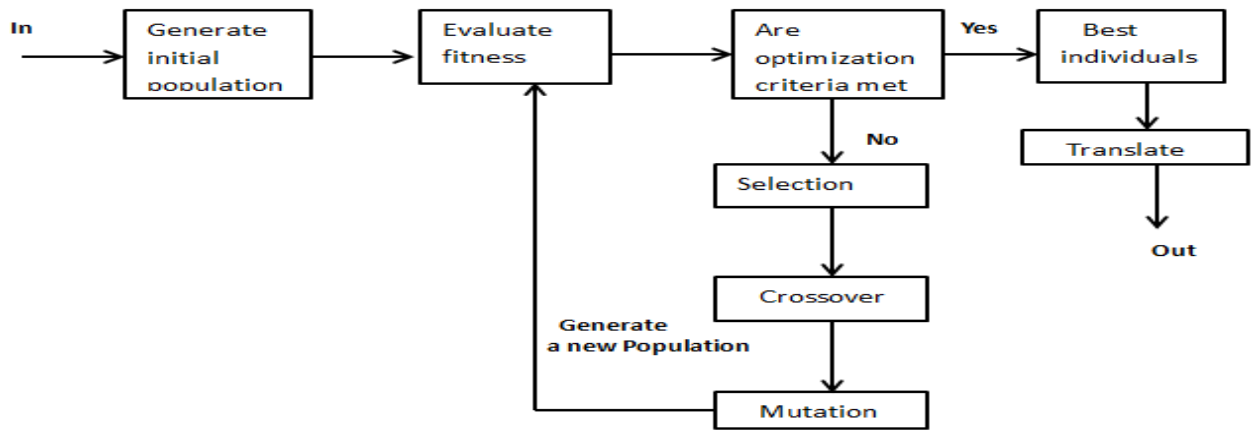 In
Generate
initial
population
Evaluate
fitness
Are
optimization
criteria met
Yes
Best
individuals
No
Translate
Selection
Out
Crossover
Generate
a new Population
Mutation